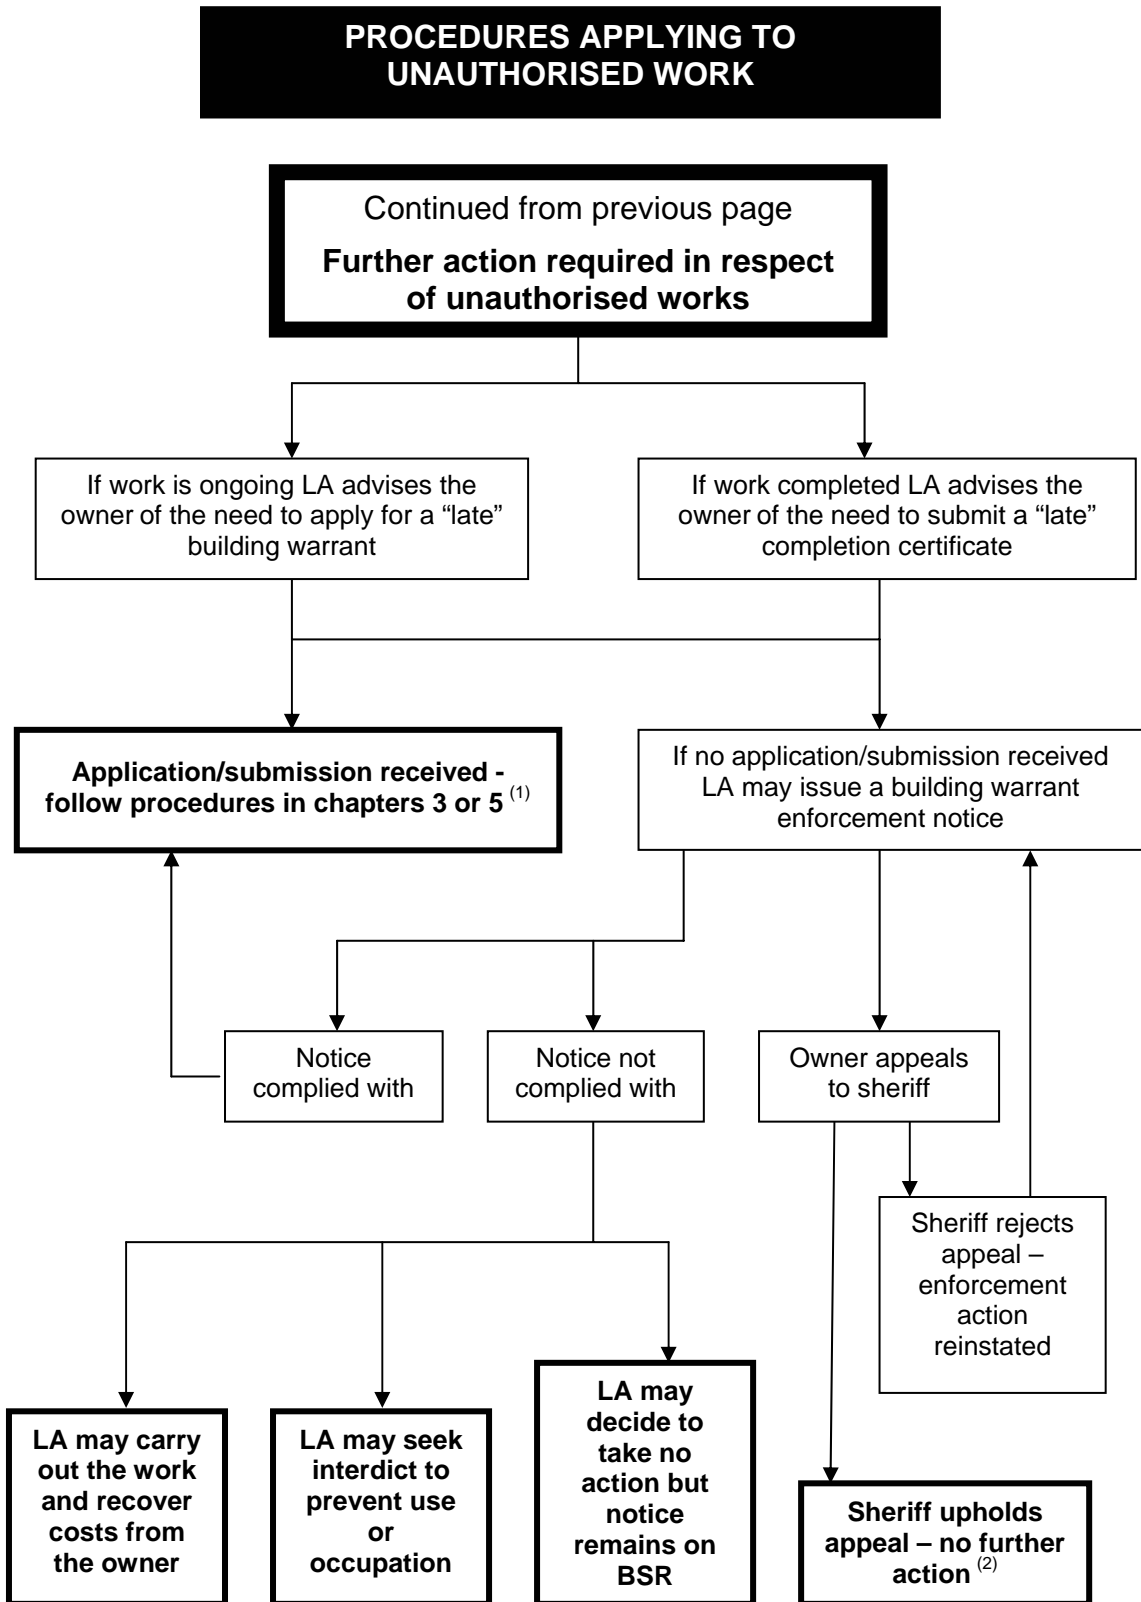 PROCEDURES APPLYING TO
UNAUTHORISED WORK
Continued from previous page
Further action required in respect
of unauthorised works
If work is ongoing LA advises the
owner of the need to apply for a “late”
building warrant
If work completed LA advises the
owner of the need to submit a “late”
completion certificate
Application/submission received -
follow procedures in chapters 3 or 5 (1)
If no application/submission received
LA may issue a building warrant
enforcement notice
Notice
complied with
Notice not
complied with
Owner appeals
to sheriff
Sheriff rejects
appeal –
enforcement
action
reinstated
LA may carry
out the work
and recover
costs from
the owner
LA may seek
interdict to
prevent use
or
occupation
LA may
decide to
take no
action but
notice
remains on
BSR
Sheriff upholds
appeal – no further
action (2)